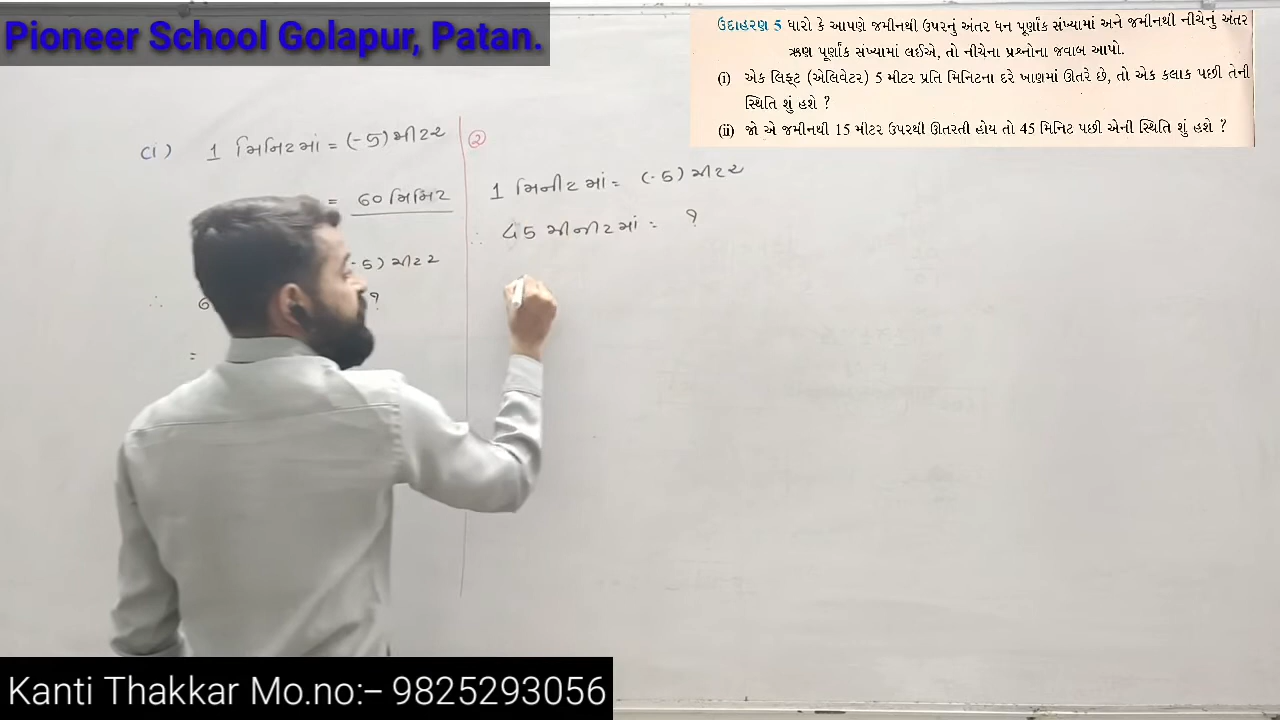 Pioneer School Golapur, Patan.
ઉદાહરણ 5 ધારો કે આપણે જમીનથી ઉપરનું અંતર ધન પૂર્ણાંક સંખ્યામાં અને જમીનથી નીચેનું અંતર
ઋણ પૂર્ણાંક સંખ્યામાં લઈએ, તો નીચેના પ્રશ્નોના જવાબ આપો.
(i) એક લિફ્ટ (એલિવેટર) 5 મીટર પ્રતિ મિનિટના દરે ખાણમાં ઊતરે છે, તો એક કલાક પછી તેની
સ્થિતિ શું હશે ?
(ii) જો એ જમીનથી 15 મીટર ઉપરથી ઊતરતી હોય તો 45 મિનિટ પછી એની સ્થિતિ શું હશે ?
(i) 1 મિનિટમાં = (-5) મીટર
= 60 મિનિટ
-5) મીટર
∴ 6 ?
=
②
1 મિનીટમાં = (-5) મીટર
∴ 45 મીનીટમાં = ?
Kanti Thakkar Mo.no:– 9825293056